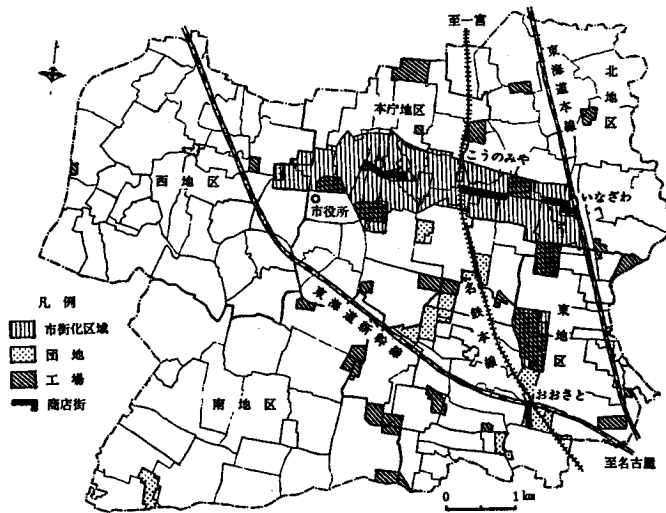 至一宮
東海道本線
北地区
本庁地区
こうのみや
西地区
いなざわ
市役所
凡例
市街化区域
団地
工場
商店街
東海道新幹線
名鉄本線
東地区
南地区
おおさと
至名古屋
0 1km